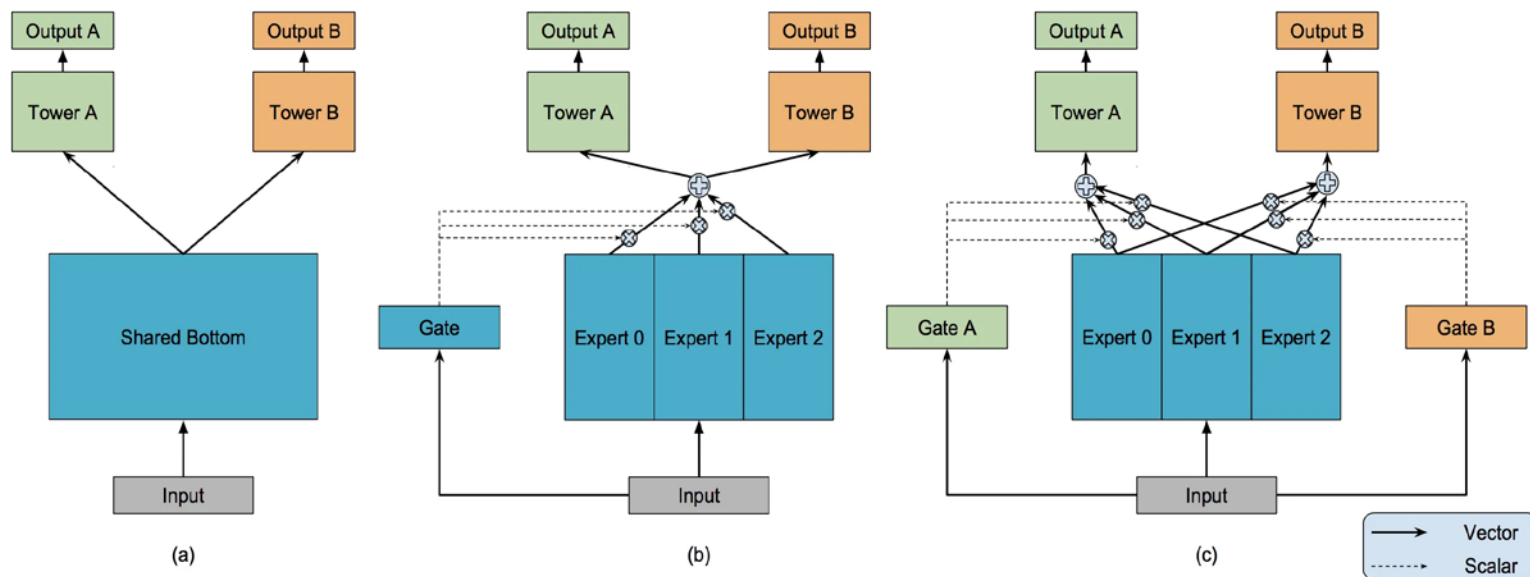 Output A
Output B
Tower A
Tower B
Shared Bottom
Input
(a)
Output A
Output B
Tower A
Tower B
Gate
Expert 0
Expert 1
Expert 2
Input
(b)
Output A
Output B
Tower A
Tower B
Gate A
Expert 0
Expert 1
Expert 2
Gate B
Input
(c)
Vector
Scalar